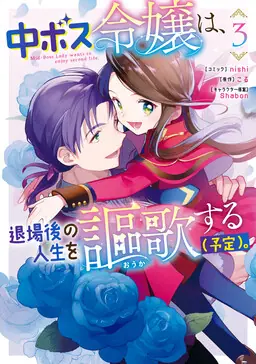 中ボス令嬢は、
3
Mid-Boss Lady wants to
enjoy second life.
【コミック】nishi
【原作】こる
【キャラクター原案】
Shabon
退場後の
人生を
謳歌する
おうか
(予定)。